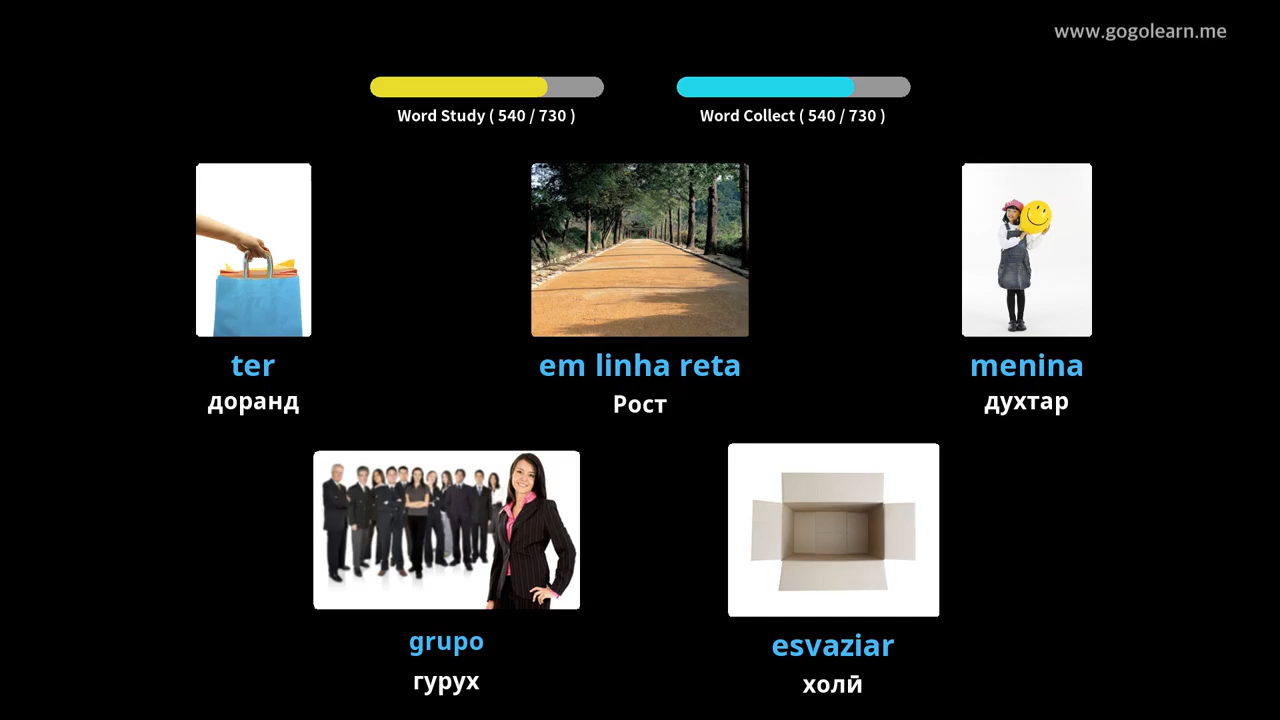 www.gogolearn.me
Word Study ( 540 / 730 )
Word Collect ( 540 / 730 )
ter
доранд
em linha reta
Рост
menina
духтар
grupo
гурух
esvaziar
холӣ